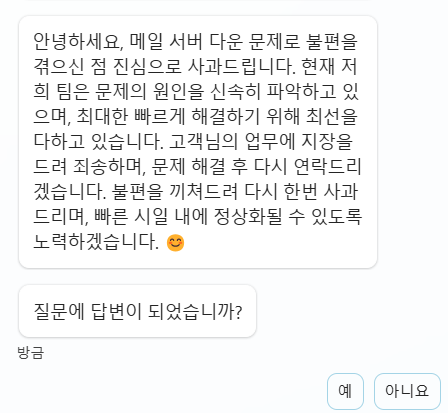 안녕하세요, 메일 서버 다운 문제로 불편을
겪으신 점 진심으로 사과드립니다. 현재 저
희 팀은 문제의 원인을 신속히 파악하고 있
으며, 최대한 빠르게 해결하기 위해 최선을
다하고 있습니다. 고객님의 업무에 지장을
드려 죄송하며, 문제 해결 후 다시 연락드리
겠습니다. 불편을 끼쳐드려 다시 한번 사과
드리며, 빠른 시일 내에 정상화될 수 있도록
노력하겠습니다. 😊
질문에 답변이 되었습니까?
방금
예
아니요